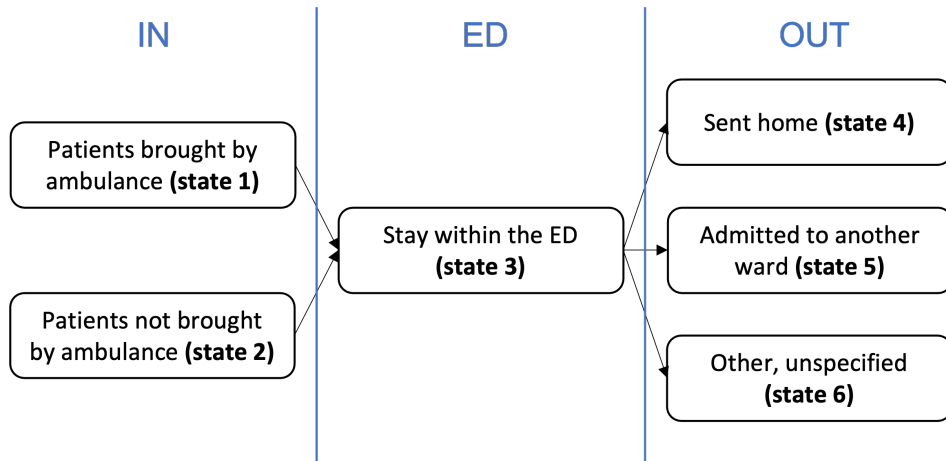 IN
ED
OUT
Patients brought by
ambulance (state 1)
Patients not brought
by ambulance (state 2)
Stay within the ED
(state 3)
Sent home (state 4)
Admitted to another
ward (state 5)
Other, unspecified
(state 6)